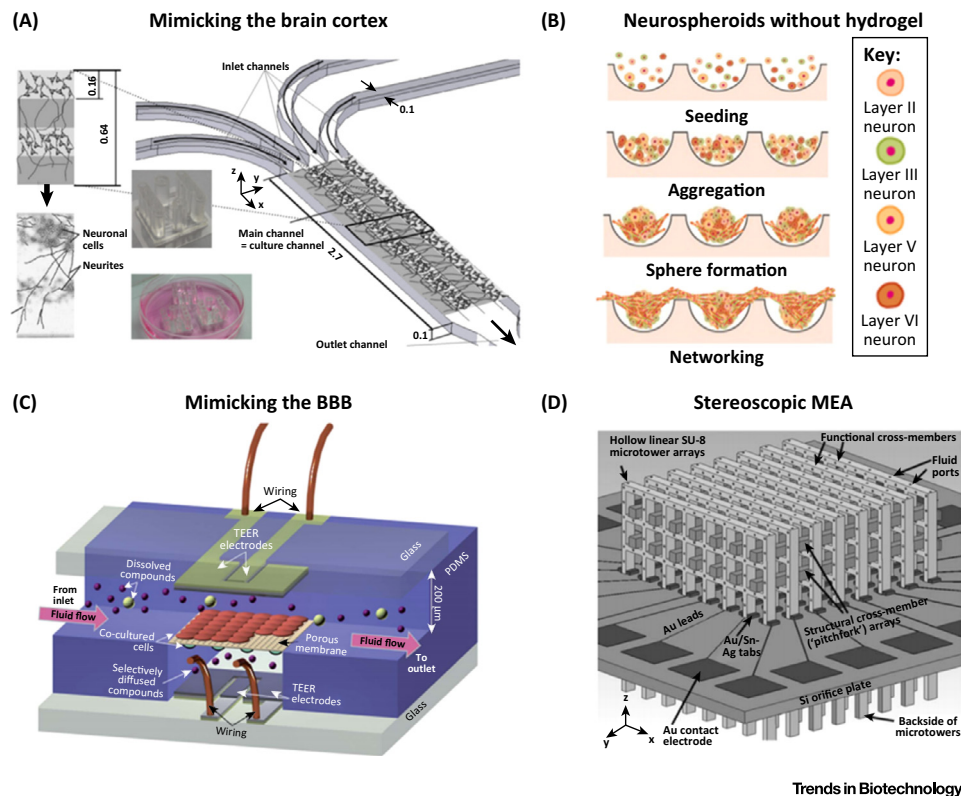 (A)
Mimicking the brain cortex
0.16
0.64
Inlet channels
0.1
z
y
x
Main channel
= culture channel
2.7
Neuronal
cells
Neurites
0.1
Outlet channel
(B)
Neurospheroids without hydrogel
Seeding
Aggregation
Sphere formation
Networking
Key:
Layer II
neuron
Layer III
neuron
Layer V
neuron
Layer VI
neuron
(C)
Mimicking the BBB
Wiring
TEER
electrodes
Glass
PDMS
Dissolved
compounds
From
inlet
Fluid flow
200 μm
Co-cultured
cells
Porous
membrane
Fluid flow
To
outlet
Selectively
diffused
compounds
TEER
electrodes
Glass
Wiring
(D)
Stereoscopic MEA
Hollow linear SU-8
microtower arrays
Functional cross-members
Fluid
ports
Au leads
Au/Sn-
Ag tabs
Structural cross-member
('pitchfork') arrays
Si orifice plate
z
y
x
Au contact
electrode
Backside of
microtowers
Trends in Biotechnology